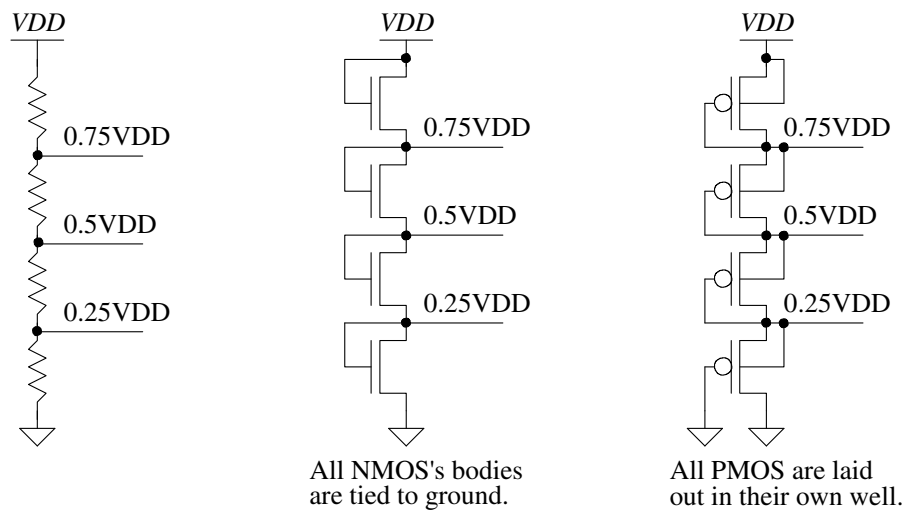 VDD
VDD
VDD
0.75VDD
0.75VDD
0.75VDD
0.5VDD
0.5VDD
0.5VDD
0.25VDD
0.25VDD
0.25VDD
All NMOS's bodies
are tied to ground.
All PMOS are laid
out in their own well.